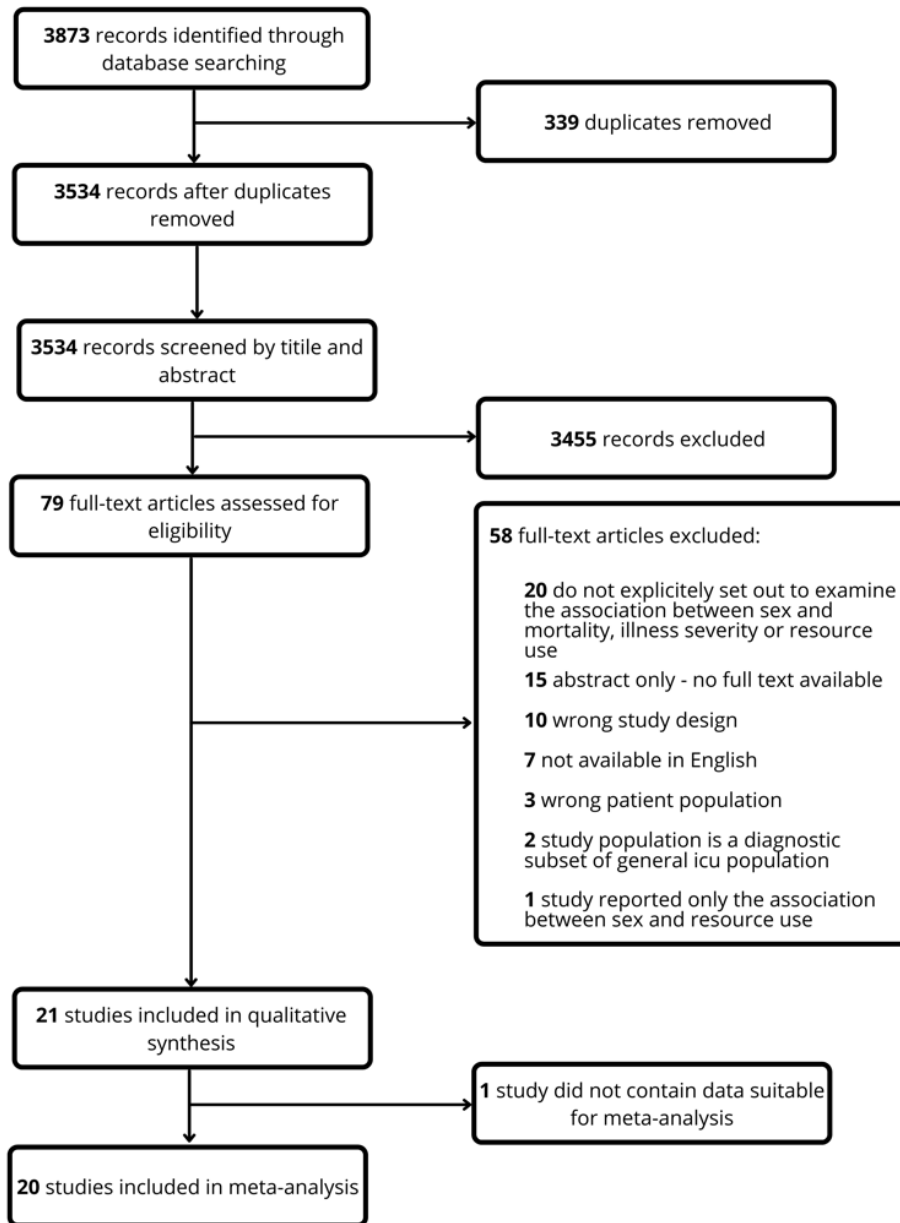 3873 records identified through
database searching
339 duplicates removed
3534 records after duplicates
removed
3534 records screened by titile and
abstract
3455 records excluded
79 full-text articles assessed for
eligibility
58 full-text articles excluded:
20 do not explicitely set out to examine
the association between sex and
mortality, illness severity or resource
use
15 abstract only - no full text available
10 wrong study design
7 not available in English
3 wrong patient population
2 study population is a diagnostic
subset of general icu population
1 study reported only the association
between sex and resource use
21 studies included in qualitative
synthesis
1 study did not contain data suitable
for meta-analysis
20 studies included in meta-analysis